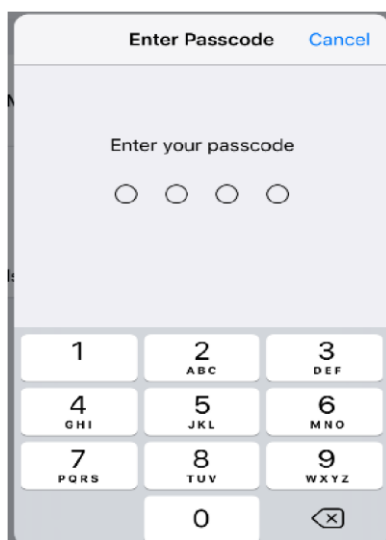 Enter Passcode Cancel
Enter your passcode
1 2 3
ABC DEF
4 5 6
GHI JKL MNO
7 8 9
PQRS TUV WXYZ
0